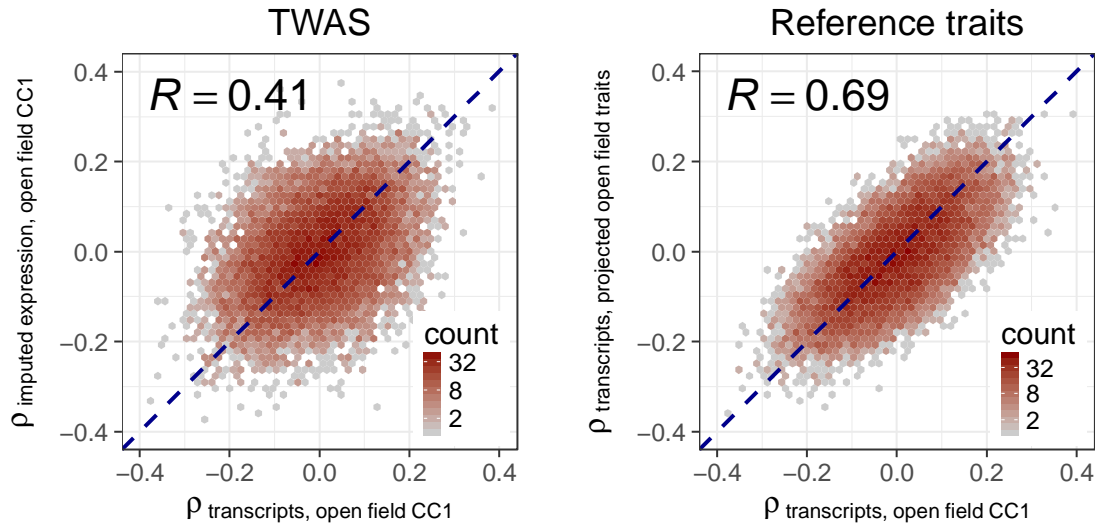 TWAS
R = 0.41
ρ imputed expression, open field CC1
0.4
0.2
0.0
−0.2
−0.4
count
32
8
2
−0.4 −0.2 0.0 0.2 0.4
ρ transcripts, open field CC1
Reference traits
R = 0.69
ρ transcripts, projected open field traits
0.4
0.2
0.0
−0.2
−0.4
count
32
8
2
−0.4 −0.2 0.0 0.2 0.4
ρ transcripts, open field CC1